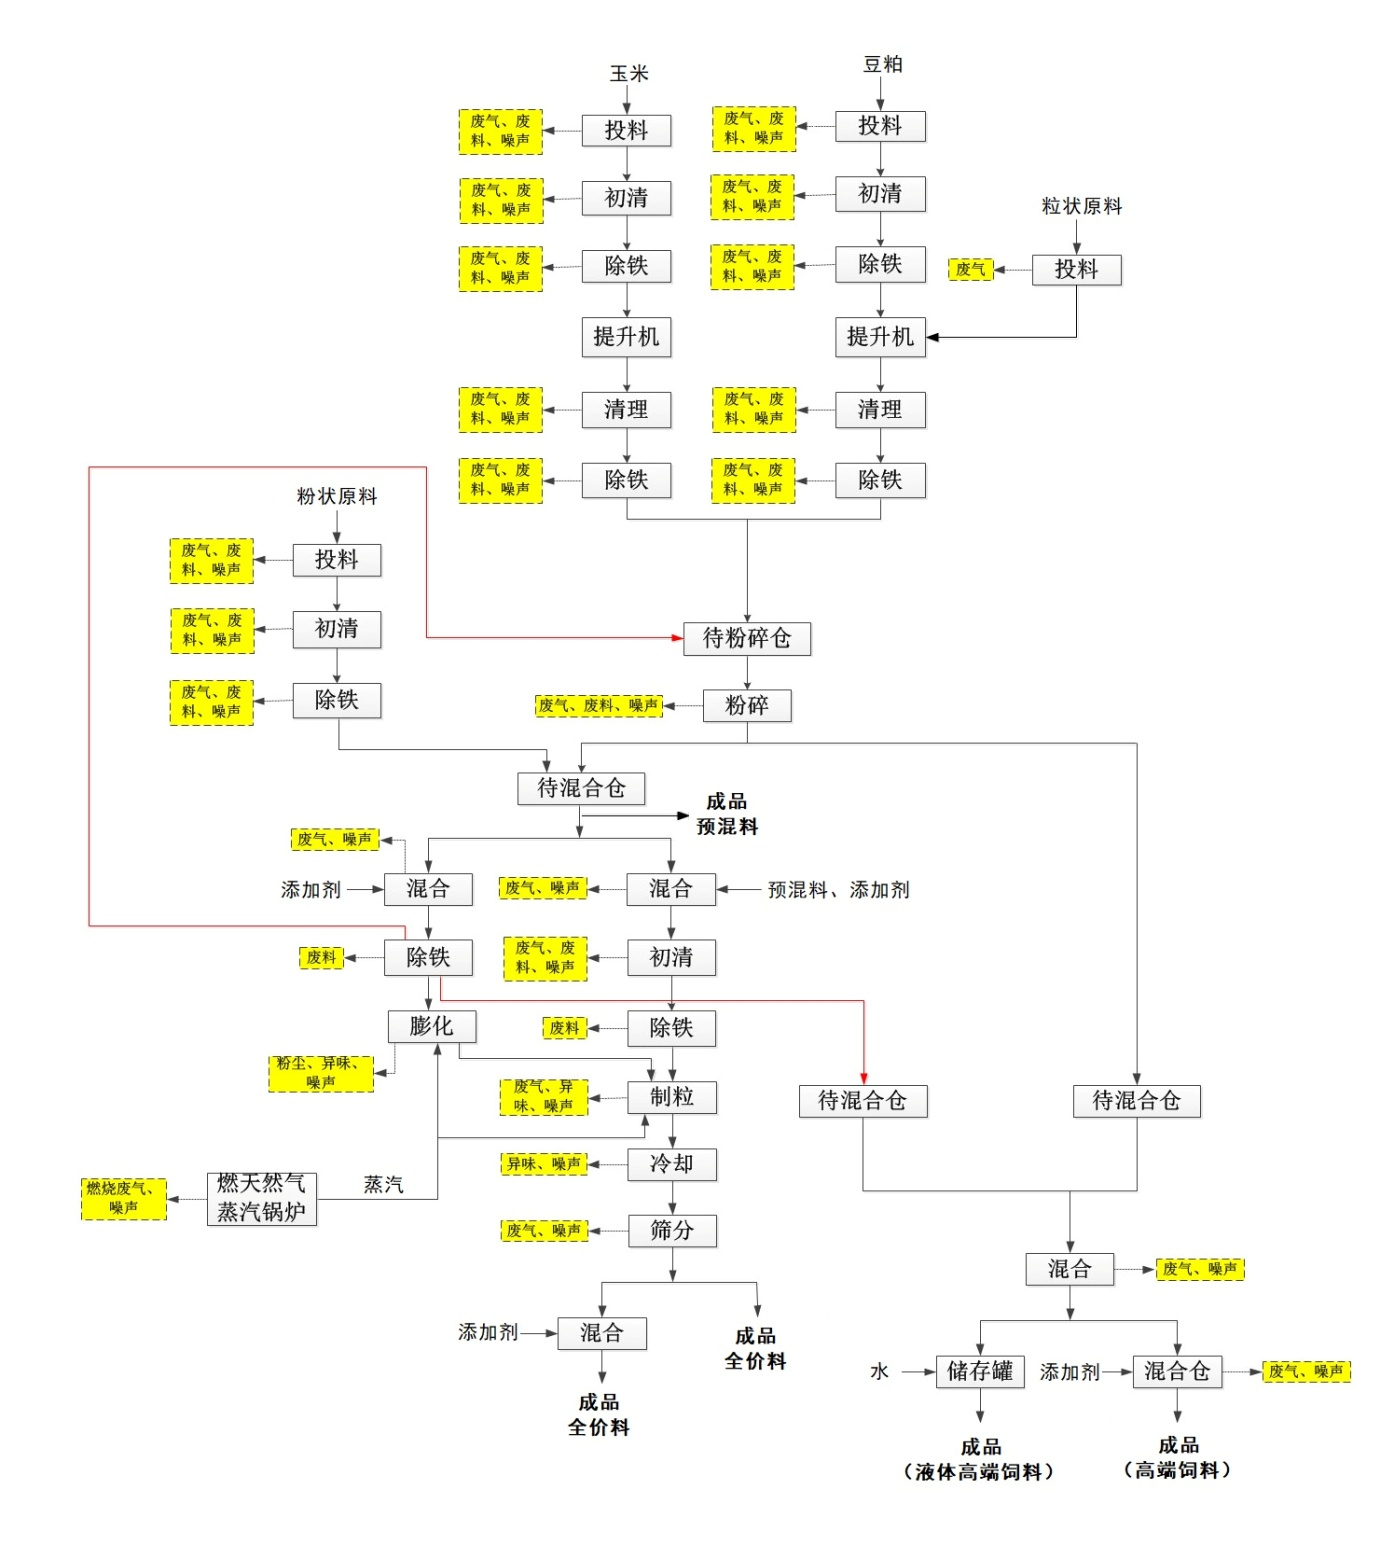 玉米
豆粕
废气、废
料、噪声
投料
废气、废
料、噪声
投料
废气、废
料、噪声
初清
废气、废
料、噪声
初清
粒状原料
废气、废
料、噪声
除铁
废气、废
料、噪声
除铁
废气
投料
提升机
提升机
废气、废
料、噪声
清理
废气、废
料、噪声
清理
废气、废
料、噪声
除铁
废气、废
料、噪声
除铁
粉状原料
废气、废
料、噪声
投料
废气、废
料、噪声
初清
待粉碎仓
废气、废
料、噪声
除铁
废气、废料、噪声
粉碎
待混合仓
成品
预混料
废气、噪声
添加剂
混合
废气、噪声
混合
预混料、添加剂
废料
除铁
废气、废
料、噪声
初清
膨化
废料
除铁
粉尘、异味、
噪声
废气、异
味、噪声
制粒
待混合仓
待混合仓
异味、噪声
冷却
燃烧废气、
噪声
燃天然气
蒸汽锅炉
蒸汽
废气、噪声
筛分
混合
废气、噪声
添加剂
混合
成品
全价料
水
储存罐
添加剂
混合仓
废气、噪声
成品
全价料
成品
（液体高端饲料）
成品
（高端饲料）